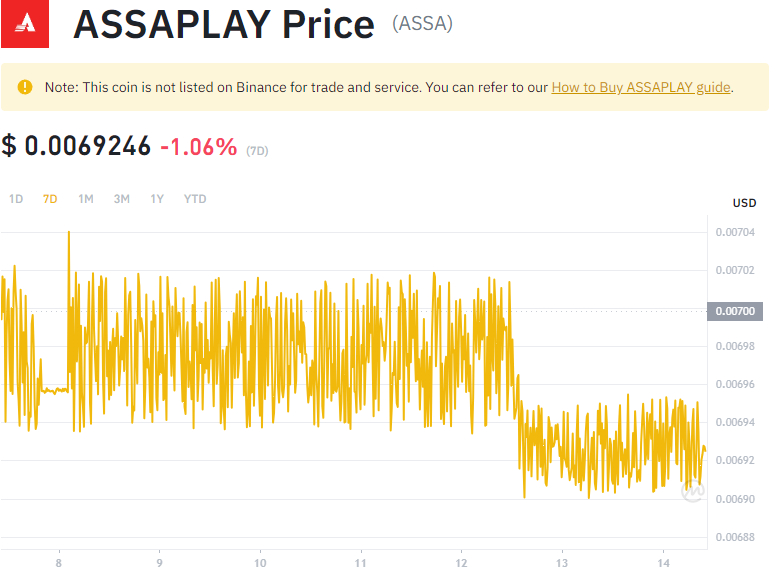 ASSAPLAY Price (ASSA)
Note: This coin is not listed on Binance for trade and service. You can refer to our How to Buy ASSAPLAY guide.
$ 0.0069246 -1.06% (7D)
1D 7D 1M 3M 1Y YTD
USD
0.00704
0.00702
0.00700
0.00698
0.00696
0.00694
0.00692
0.00690
0.00688
8 9 10 11 12 13 14